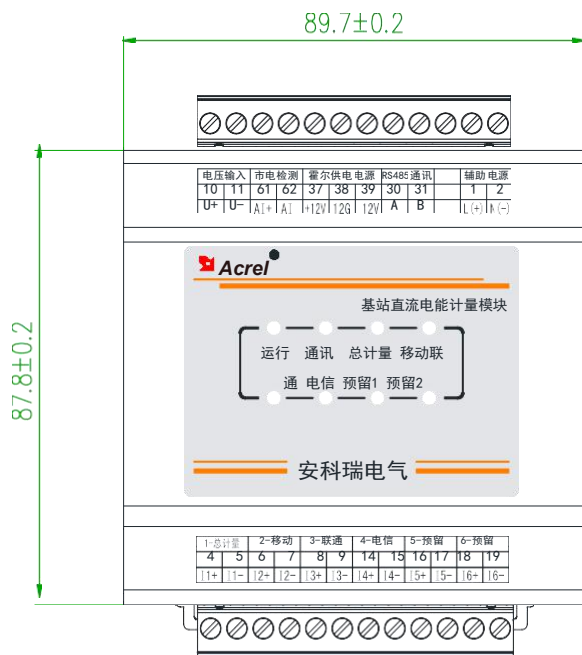 89.7±0.2
87.8±0.2
电压输入 市电检测 霍尔供电电源 RS485通讯 辅助电源
10 11 61 62 37 38 39 30 31 1 2
U+ U- AI+ AI +12V 12G 12V A B L(+) N(-)
Acrel
基站直流电能计量模块
运行 通讯 总计量 移动联
通 电信 预留1 预留2
安科瑞电气
1-总计量 2-移动 3-联通 4-电信 5-预留 6-预留
4 5 6 7 8 9 14 15 16 17 18 19
I1+ I1- I2+ I2- I3+ I3- I4+ I4- I5+ I5- I6+ I6-